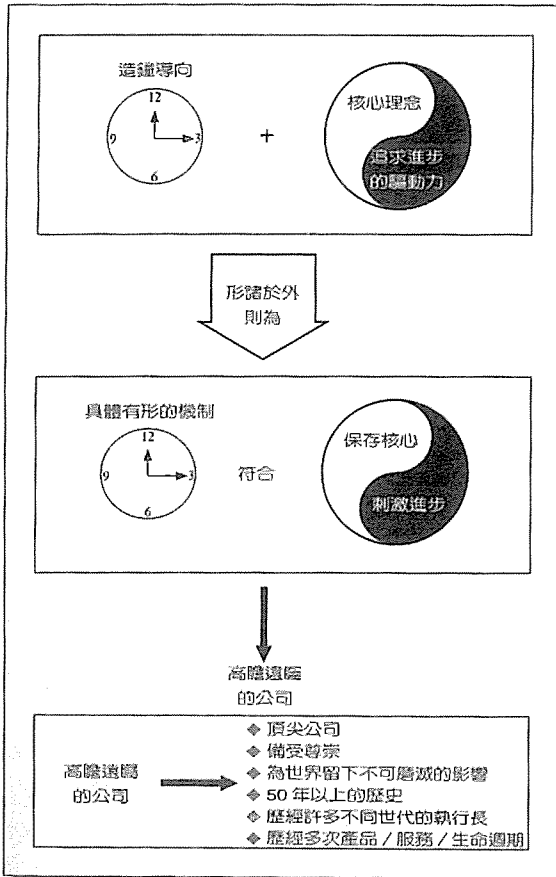 造鐘導向
12
9
3
6
+
核心理念
追求進步
的驅動力
形諸於外
則為
具體有形的機制
12
9
3
6
符合
保存核心
刺激進步
高瞻遠矚
的公司
高瞻遠矚
的公司
◆ 頂尖公司
◆ 備受尊崇
◆ 為世界留下不可磨滅的影響
◆ 50 年以上的歷史
◆ 歷經許多不同世代的執行長
◆ 歷經多次產品 / 服務 / 生命週期